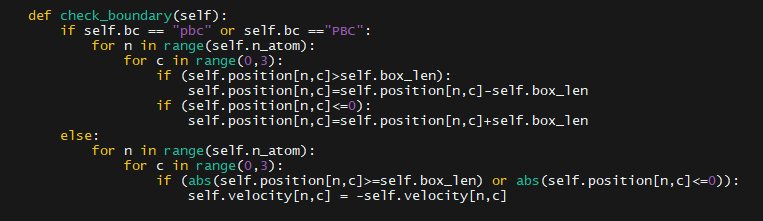 def check_boundary(self):
    if self.bc == "pbc" or self.bc =="PBC":
        for n in range(self.n_atom):
            for c in range(0,3):
                if (self.position[n,c]>self.box_len):
                    self.position[n,c]=self.position[n,c]-self.box_len
                if (self.position[n,c]<=0):
                    self.position[n,c]=self.position[n,c]+self.box_len
    else:
        for n in range(self.n_atom):
            for c in range(0,3):
                if (abs(self.position[n,c]>=self.box_len) or abs(self.position[n,c]<=0)):
                    self.velocity[n,c] = -self.velocity[n,c]